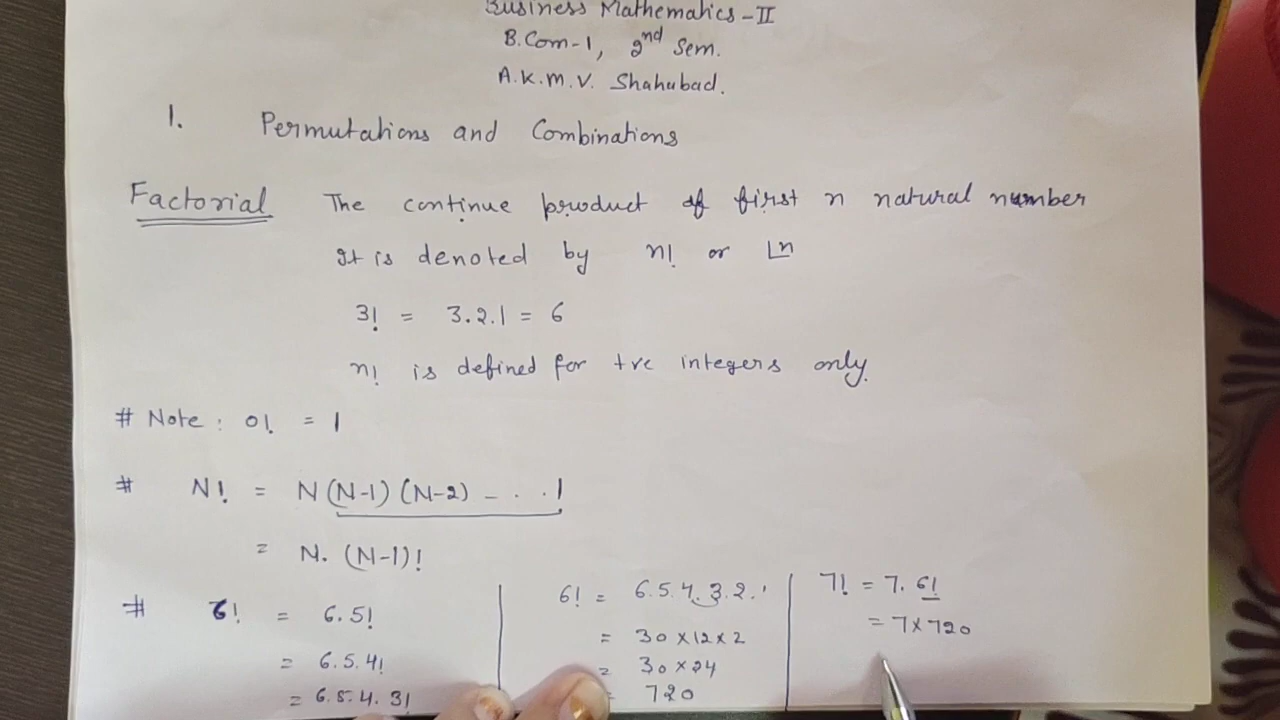 Business Mathematics-II
B.Com-1, 2nd Sem.
A.K.M.V. Shahabad.
1. Permutations and Combinations
Factorial The continue product of first n natural number
It is denoted by n! or ∟n
3! = 3.2.1 = 6
n! is defined for +ve integers only.
# Note: 0! = 1
# N! = N(N-1)(N-2) - . . 1
= N. (N-1)!
# 6! = 6.5!
= 6.5.4!
= 6.5.4.3!
6! = 6.5.4.3.2.1
= 30×12×2
= 30×24
= 720
7! = 7.6!
= 7×720